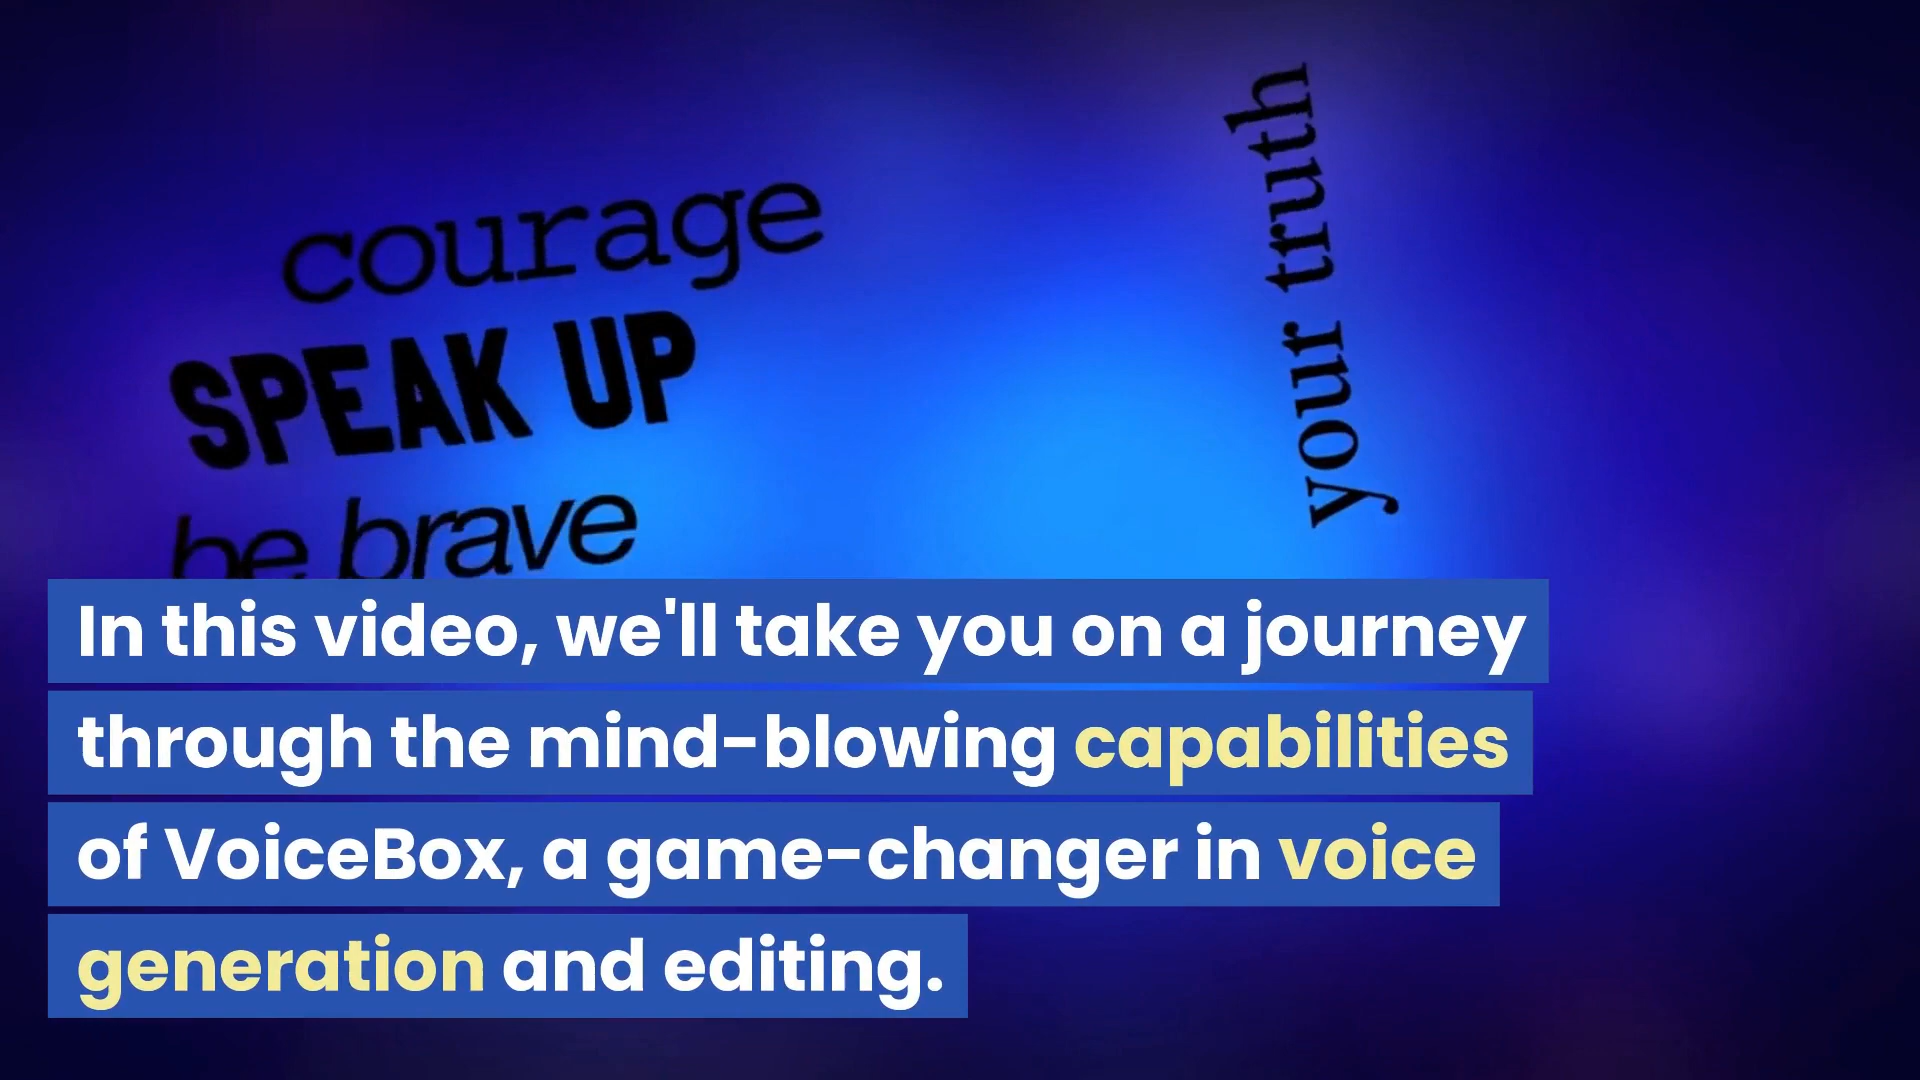 courage
SPEAK UP
be brave
your truth
In this video, we'll take you on a journey
through the mind-blowing capabilities
of VoiceBox, a game-changer in voice
generation and editing.